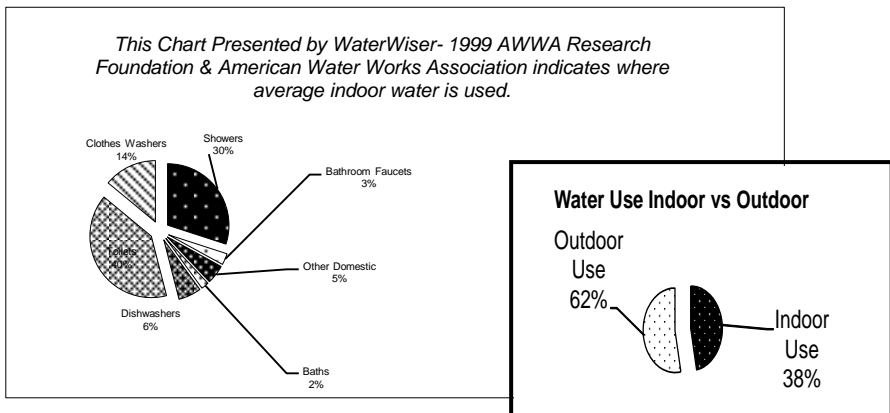 This Chart Presented by WaterWiser- 1999 AWWA Research
Foundation & American Water Works Association indicates where
average indoor water is used.
Clothes Washers
14%
Showers
30%
Bathroom Faucets
3%
Other Domestic
5%
Toilets
40%
Dishwashers
6%
Baths
2%
Water Use Indoor vs Outdoor
Outdoor
Use
62%
Indoor
Use
38%